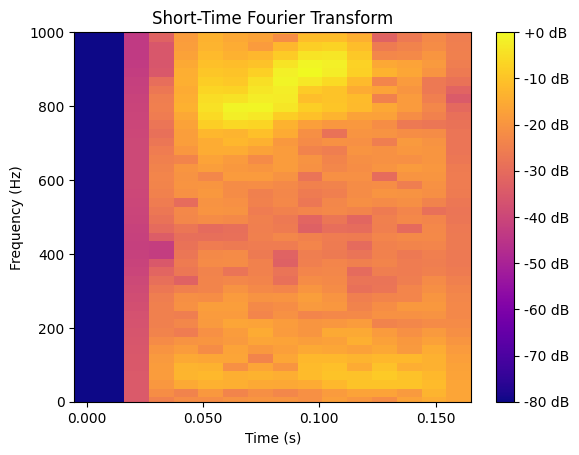 Short-Time Fourier Transform
1000
800
600
400
200
0
Frequency (Hz)
0.000
0.050
0.100
0.150
Time (s)
+0 dB
-10 dB
-20 dB
-30 dB
-40 dB
-50 dB
-60 dB
-70 dB
-80 dB